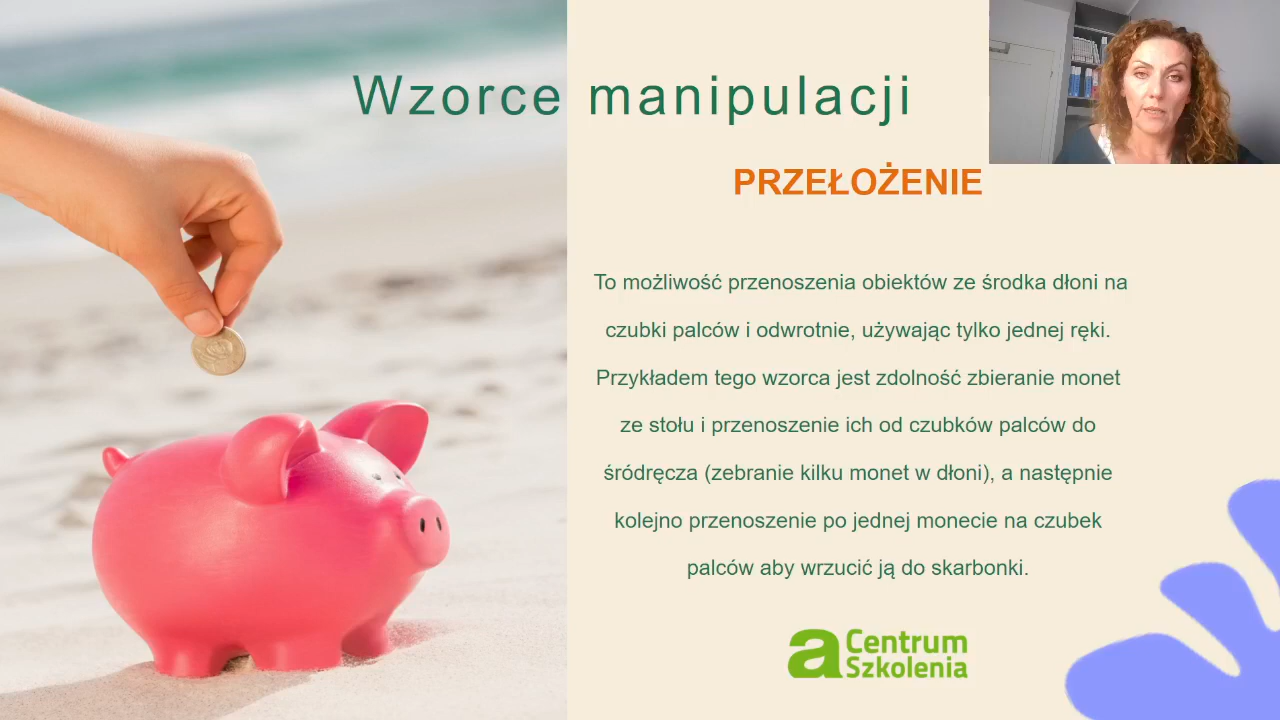 Wzorce manipulacji
PRZEŁOŻENIE
To możliwość przenoszenia obiektów ze środka dłoni na
czubki palców i odwrotnie, używając tylko jednej ręki.
Przykładem tego wzorca jest zdolność zbieranie monet
ze stołu i przenoszenie ich od czubków palców do
śródręcza (zebranie kilku monet w dłoni), a następnie
kolejno przenoszenie po jednej monecie na czubek
palców aby wrzucić ją do skarbonki.
a Centrum
Szkolenia